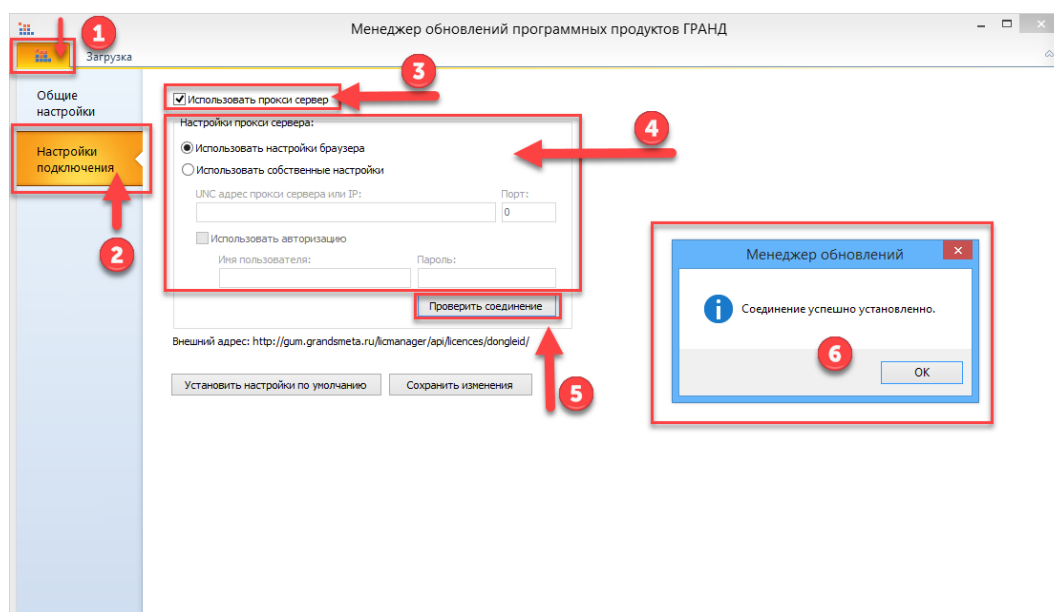 Менеджер обновлений программных продуктов ГРАНД
1
Загрузка
3
Общие
настройки
Использовать прокси сервер
Настройки прокси сервера:
4
Настройки
подключения
Использовать настройки браузера
Использовать собственные настройки
UNC адрес прокси сервера или IP:
Порт:
0
2
Использовать авторизацию
Имя пользователя:
Пароль:
Проверить соединение
Менеджер обновлений
Соединение успешно установленно.
6
OK
Внешний адрес: http://gum.grandsmeta.ru/licmanager/api/licences/dongleid/
Установить настройки по умолчанию
Сохранить изменения
5